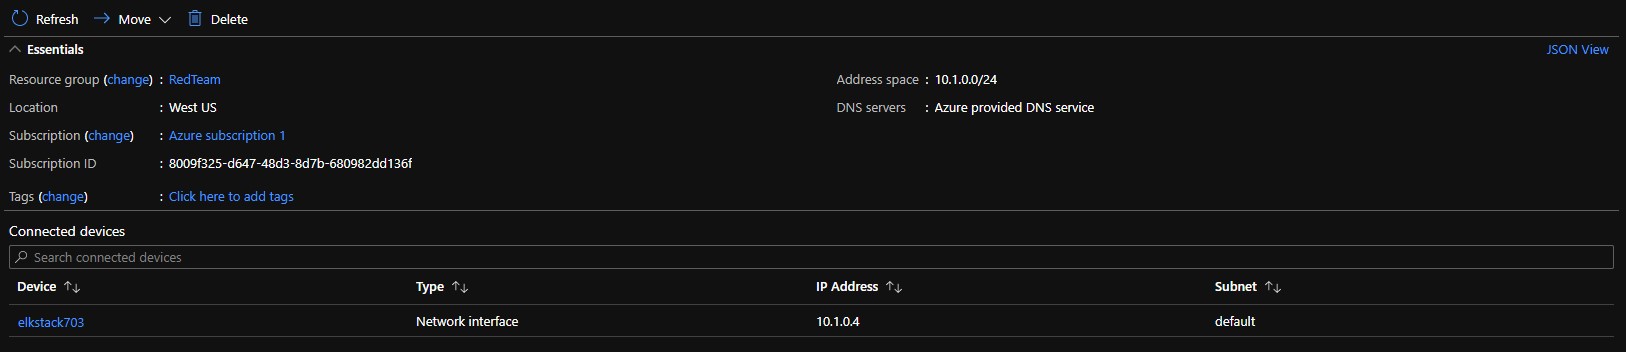 Refresh Move Delete
Essentials JSON View
Resource group (change) : RedTeam Address space : 10.1.0.0/24
Location : West US DNS servers : Azure provided DNS service
Subscription (change) : Azure subscription 1
Subscription ID : 8009f325-d647-48d3-8d7b-680982dd136f
Tags (change) : Click here to add tags
Connected devices
Search connected devices
Device Type IP Address Subnet
elkstack703 Network interface 10.1.0.4 default